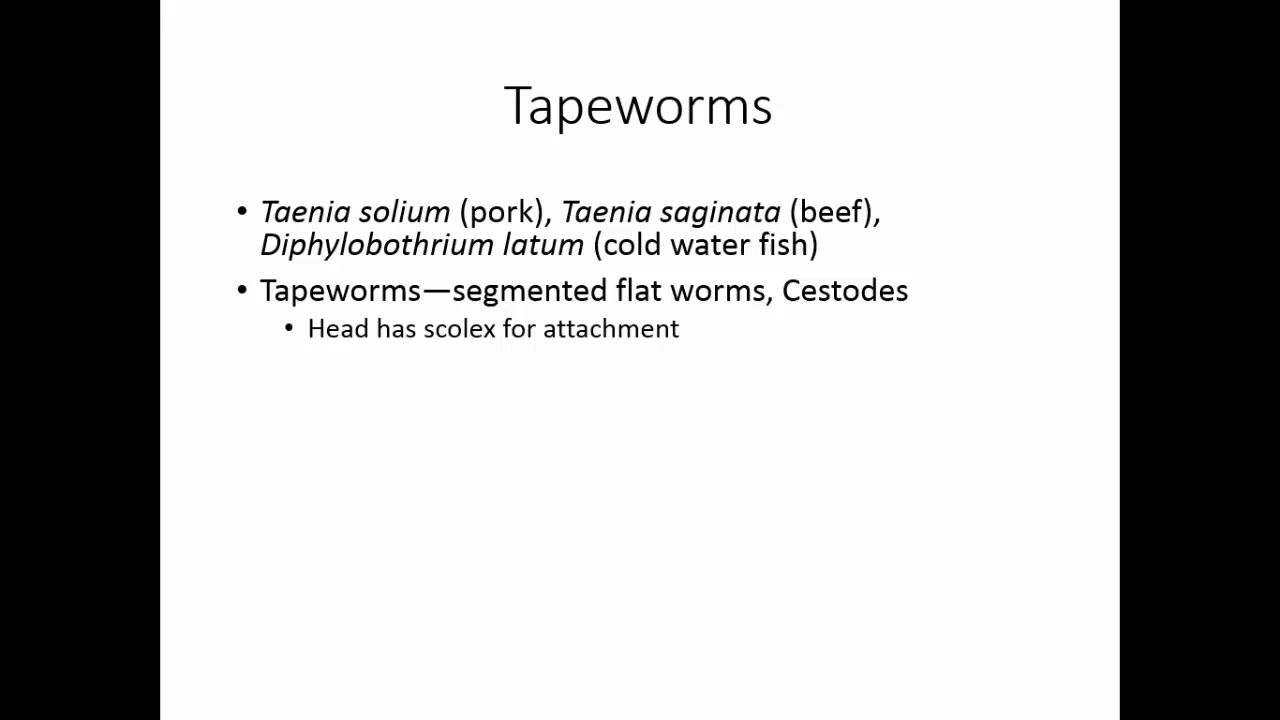 Tapeworms
• Taenia solium (pork), Taenia saginata (beef),
Diphylobothrium latum (cold water fish)
• Tapeworms—segmented flat worms, Cestodes
• Head has scolex for attachment